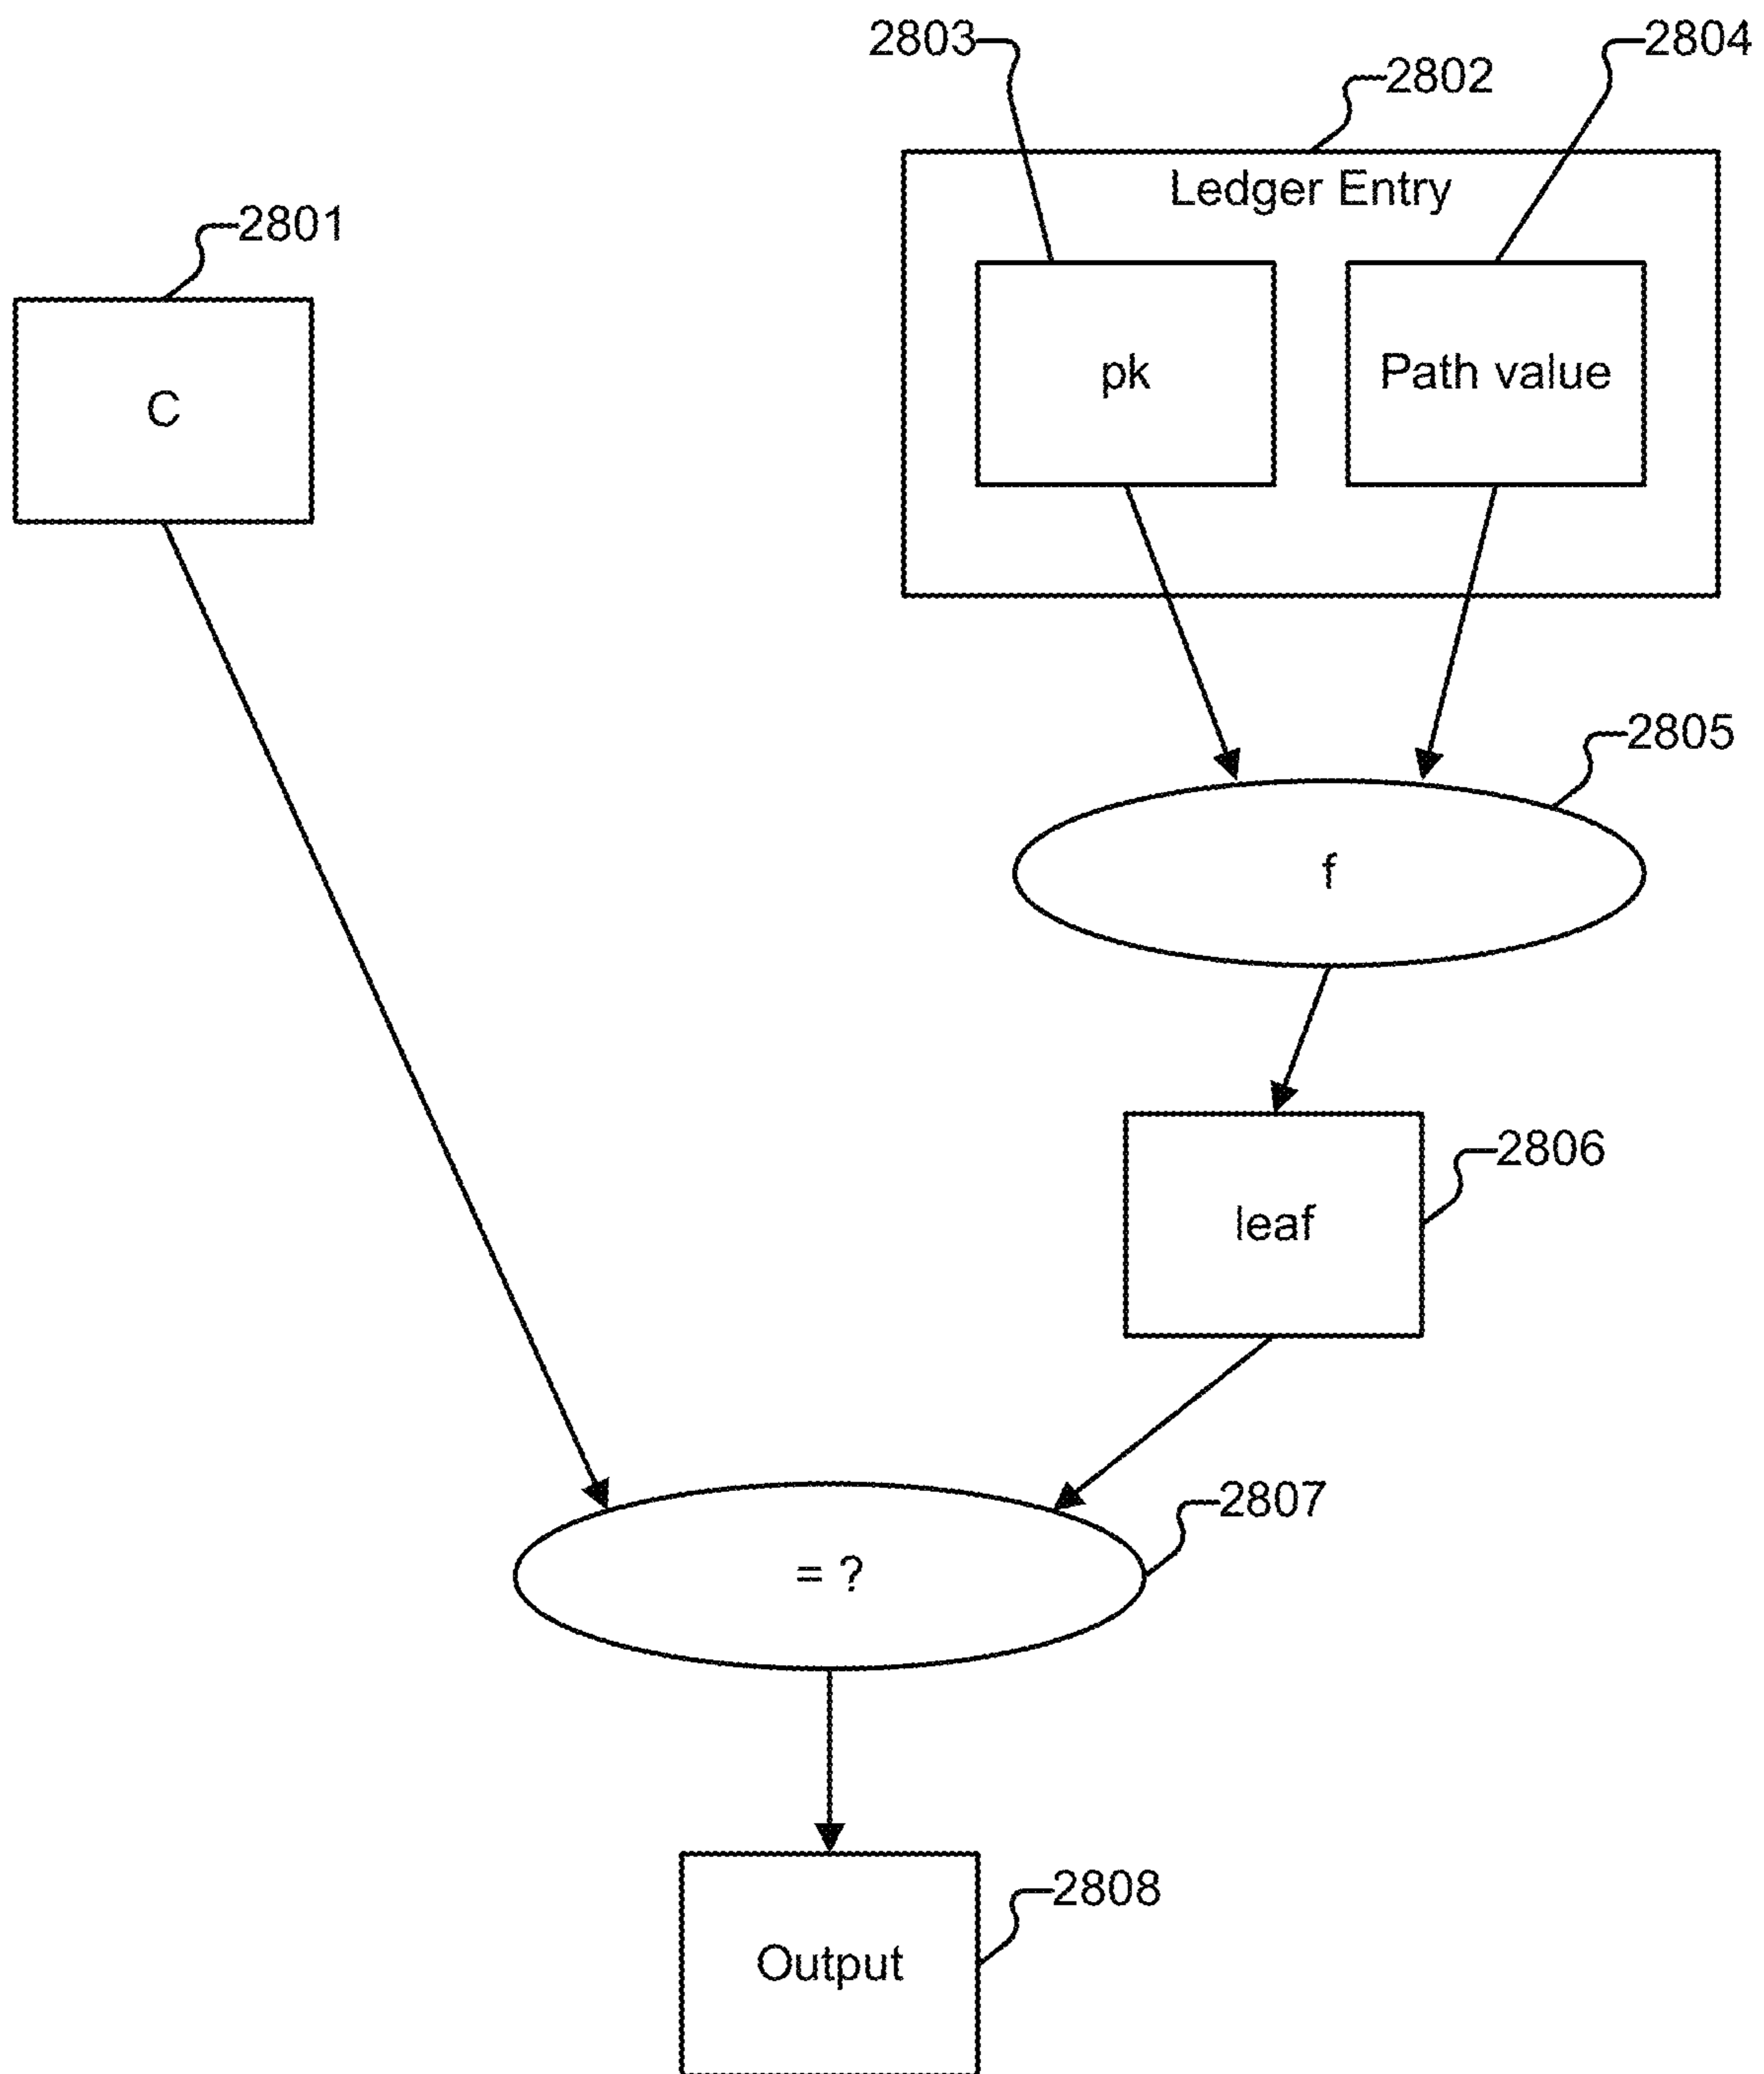 2803
2804
2802
Ledger Entry
2801
pk
Path value
C
2805
f
2806
leaf
2807
= ?
2808
Output